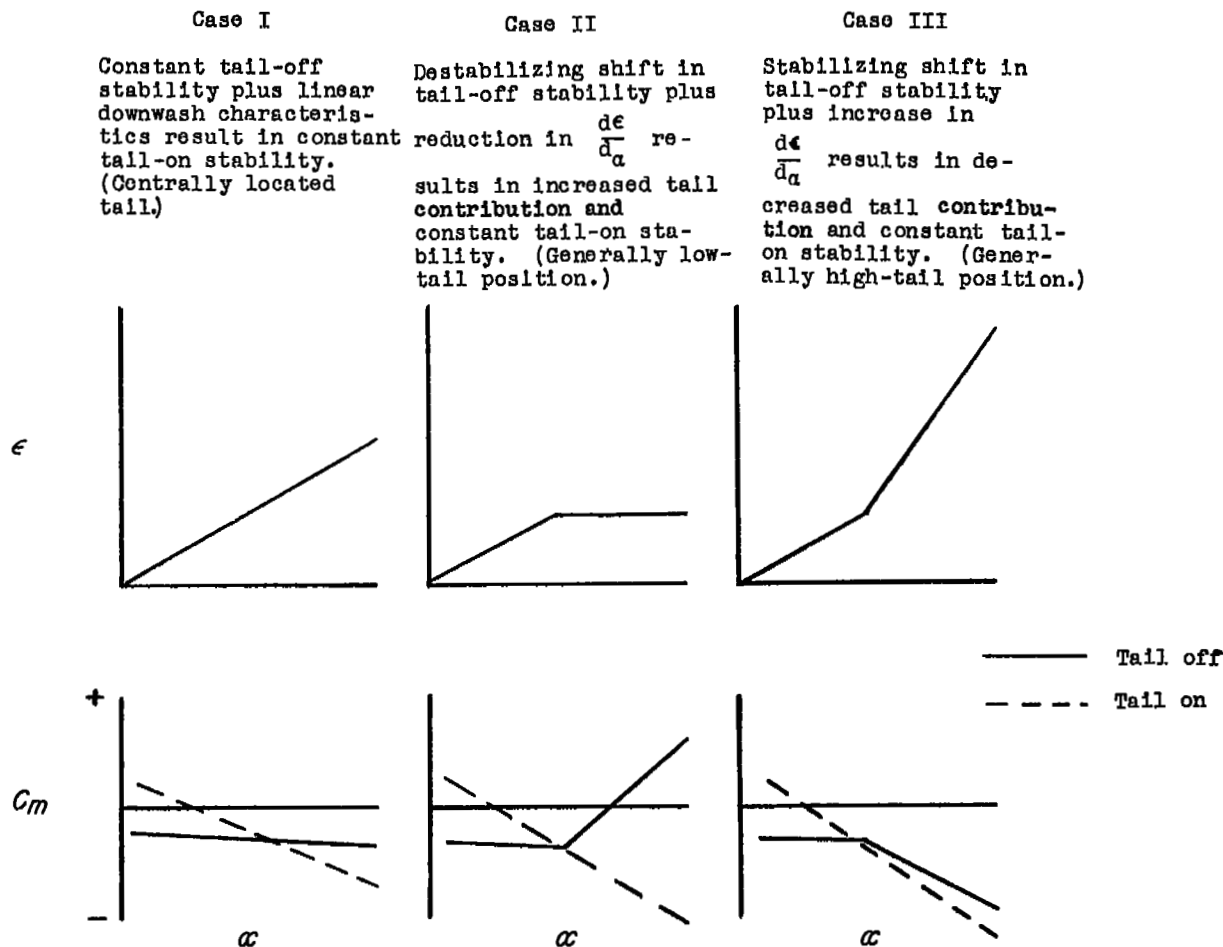 Case I
Constant tail-off
stability plus linear
downwash characteris-
tics result in constant
tail-on stability.
(Centrally located
tail.)
Case II
Destabilizing shift in
tail-off stability plus
reduction in dϵ/dα re-
sults in increased tail
contribution and
constant tail-on sta-
bility. (Generally low-
tail position.)
Case III
Stabilizing shift in
tail-off stability
plus increase in
dϵ/dα results in de-
creased tail contribu-
tion and constant tail-
on stability. (Gener-
ally high-tail position.)
ϵ
Tail off
Tail on
+
Cm
−
α
α
α